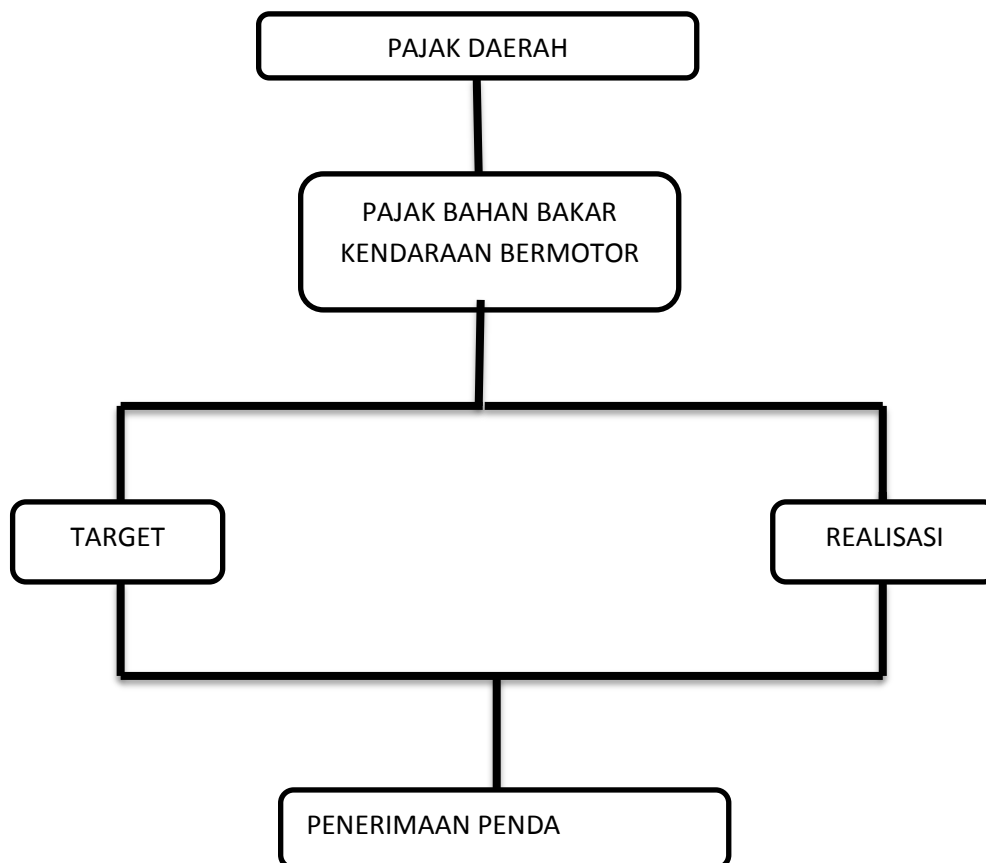 PAJAK DAERAH
PAJAK BAHAN BAKAR
KENDARAAN BERMOTOR
TARGET
REALISASI
PENERIMAAN PENDA